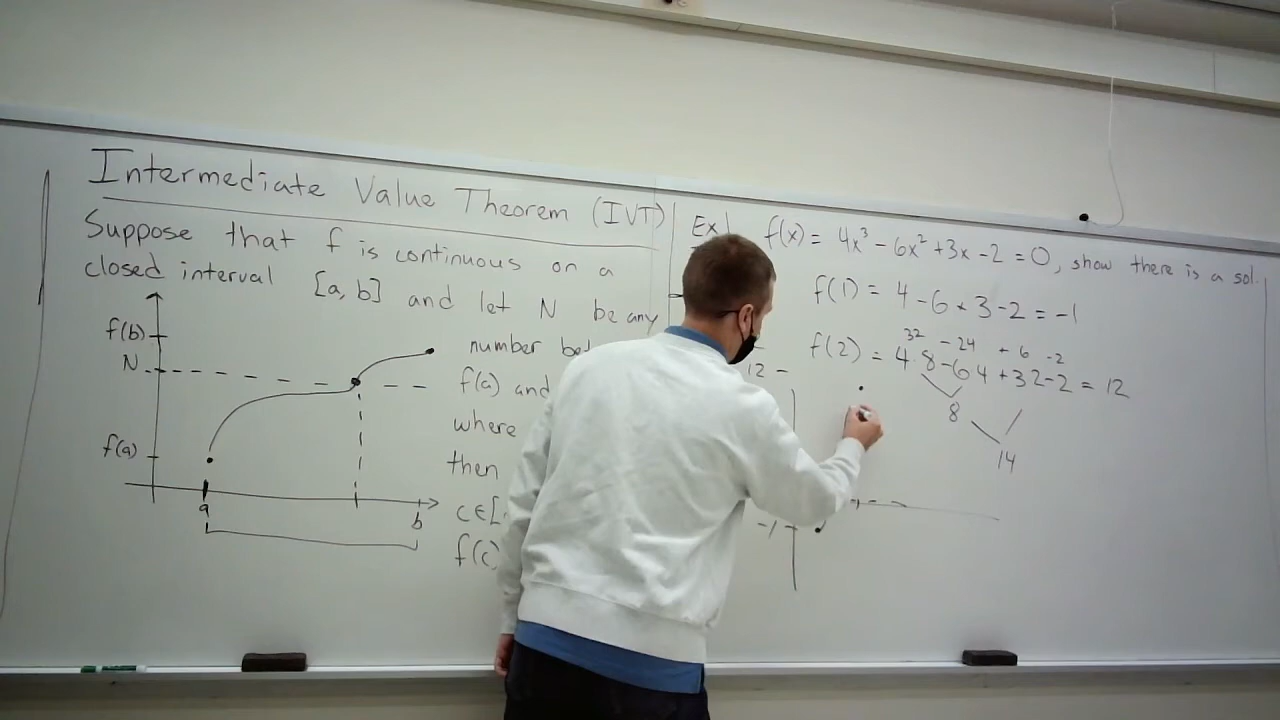 Intermediate Value Theorem (IVT)
Suppose that f is continuous on a
closed interval [a, b] and let N be any
number bet
f(a) and
where
then
c∈[
f(c)
f(b)
N
f(a)
a
b
Ex
f(x) = 4x³ - 6x² + 3x - 2 = 0, show there is a sol.
f(1) = 4 - 6 + 3 - 2 = -1
32 - 24 + 6 - 2
f(2) = 4·8 - 6·4 + 3·2 - 2 = 12
8
14
12
-1